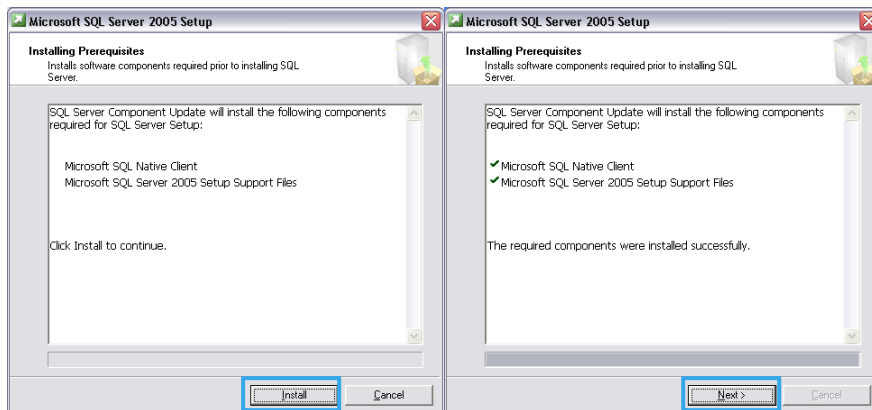 Microsoft SQL Server 2005 Setup
Installing Prerequisites
Installs software components required prior to installing SQL
Server.
SQL Server Component Update will install the following components
required for SQL Server Setup:
Microsoft SQL Native Client
Microsoft SQL Server 2005 Setup Support Files
Click Install to continue.
Install
Cancel
Microsoft SQL Server 2005 Setup
Installing Prerequisites
Installs software components required prior to installing SQL
Server.
SQL Server Component Update will install the following components
required for SQL Server Setup:
Microsoft SQL Native Client
Microsoft SQL Server 2005 Setup Support Files
The required components were installed successfully.
Next >
Cancel